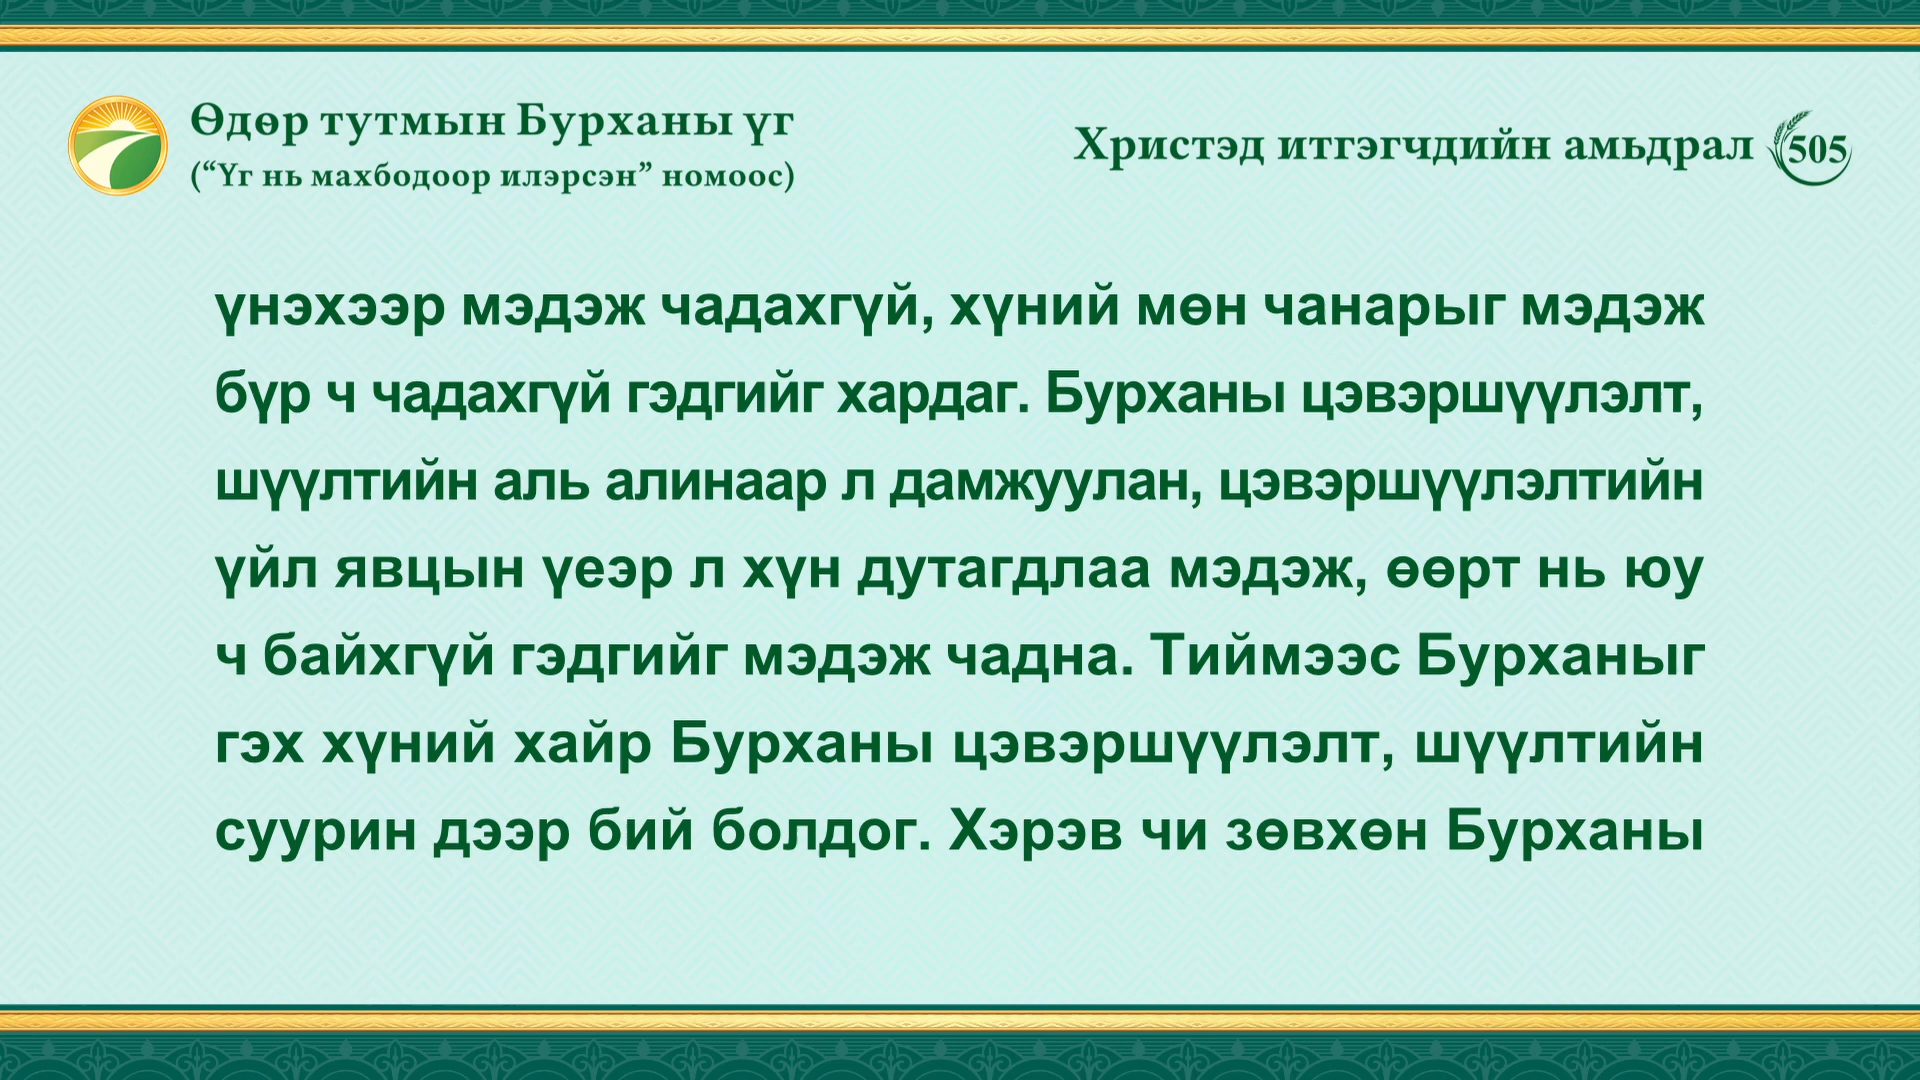 Өдөр тутмын Бурханы үг
(“Үг нь махбодоор илэрсэн” номоос)
Христэд итгэгчдийн амьдрал 505
үнэхээр мэдэж чадахгүй, хүний мөн чанарыг мэдэж
бүр ч чадахгүй гэдгийг хардаг. Бурханы цэвэршүүлэлт,
шүүлтийн аль алинаар л дамжуулан, цэвэршүүлэлтийн
үйл явцын үеэр л хүн дутагдлаа мэдэж, өөрт нь юу
ч байхгүй гэдгийг мэдэж чадна. Тиймээс Бурханыг
гэх хүний хайр Бурханы цэвэршүүлэлт, шүүлтийн
суурин дээр бий болдог. Хэрэв чи зөвхөн Бурханы